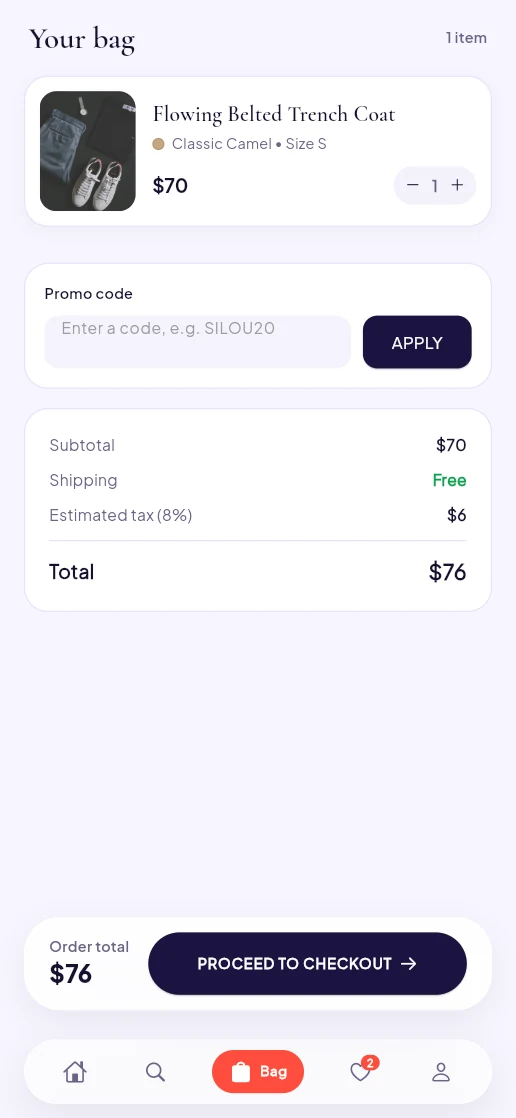 Your bag
1 item
Flowing Belted Trench Coat
Classic Camel • Size S
$70
− 1 +
Promo code
Enter a code, e.g. SILOU20
APPLY
Subtotal $70
Shipping Free
Estimated tax (8%) $6
Total $76
Order total
$76
PROCEED TO CHECKOUT →
Bag
2